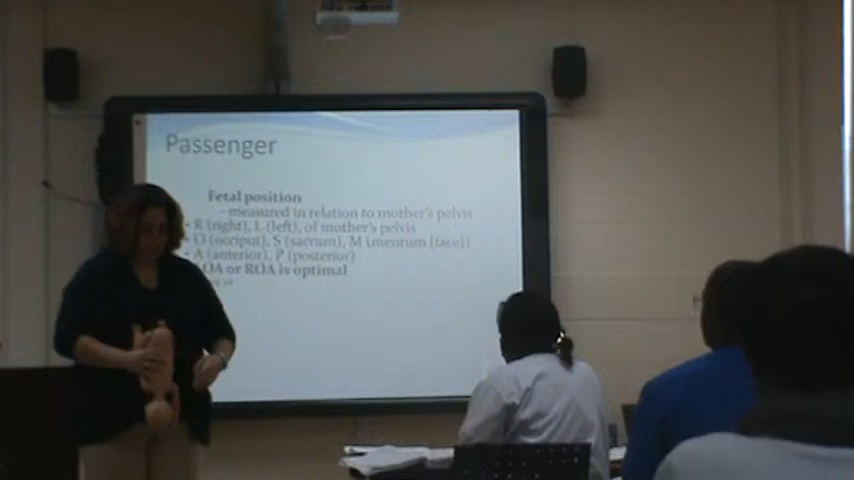 Passenger
Fetal position
- measured in relation to mother's pelvis
• R (right), L (left), of mother's pelvis
• O (occiput), S (sacrum), M (mentum [face])
• A (anterior), P (posterior)
OA or ROA is optimal